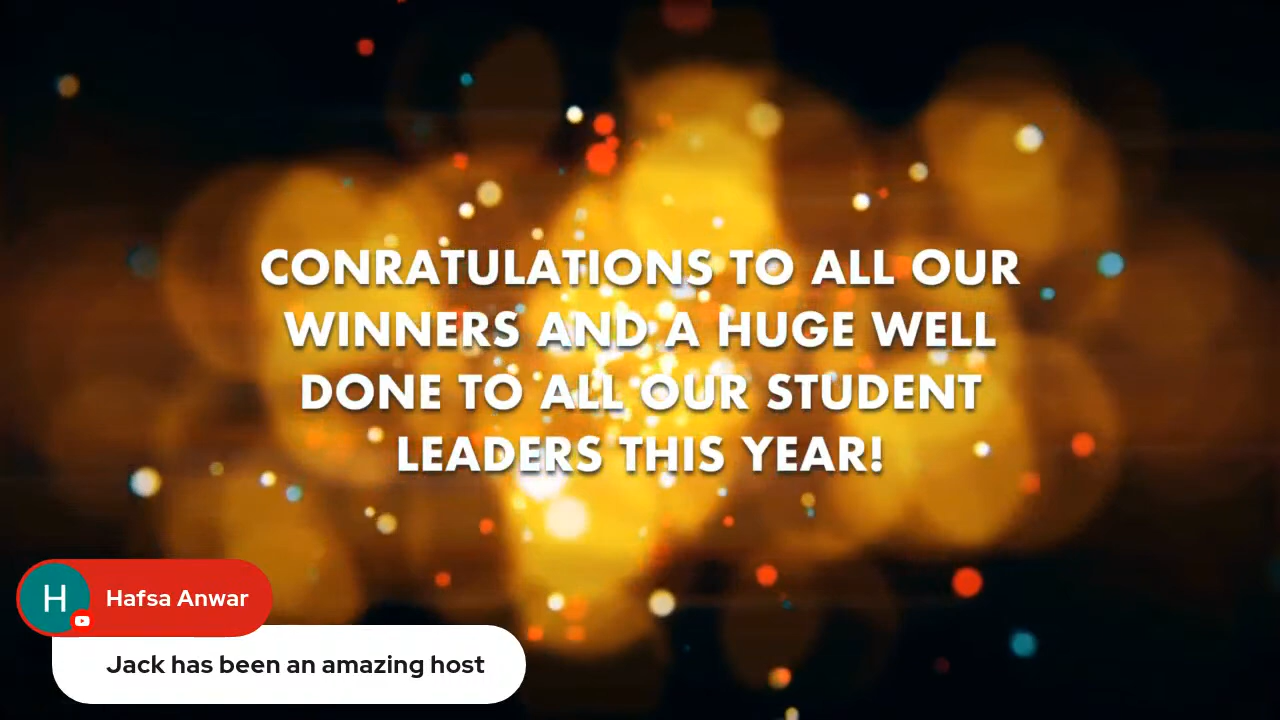 CONRATULATIONS TO ALL OUR
WINNERS AND A HUGE WELL
DONE TO ALL OUR STUDENT
LEADERS THIS YEAR!
H
Hafsa Anwar
Jack has been an amazing host